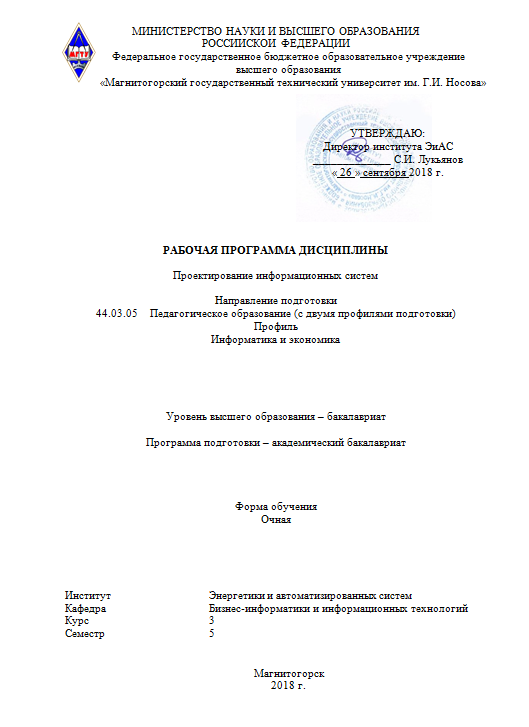 МИНИСТЕРСТВО НАУКИ И ВЫСШЕГО ОБРАЗОВАНИЯ
РОССИЙСКОЙ ФЕДЕРАЦИИ
Федеральное государственное бюджетное образовательное учреждение
высшего образования
«Магнитогорский государственный технический университет им. Г.И. Носова»
МГТУ
УТВЕРЖДАЮ:
Директор института ЭиАС
_______________ С.И. Лукьянов
« 26 » сентября 2018 г.
РАБОЧАЯ ПРОГРАММА ДИСЦИПЛИНЫ
Проектирование информационных систем
Направление подготовки
44.03.05 Педагогическое образование (с двумя профилями подготовки)
Профиль
Информатика и экономика
Уровень высшего образования – бакалавриат
Программа подготовки – академический бакалавриат
Форма обучения
Очная
Институт Энергетики и автоматизированных систем
Кафедра Бизнес-информатики и информационных технологий
Курс 3
Семестр 5
Магнитогорск
2018 г.